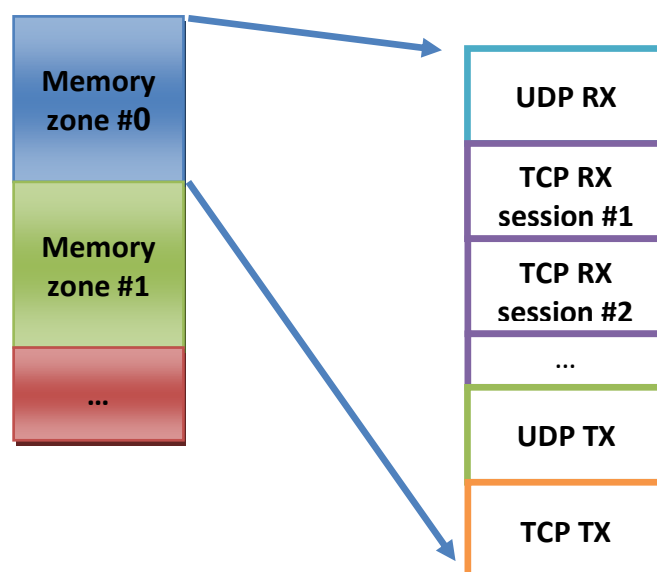 Memory
zone #0
Memory
zone #1
...
UDP RX
TCP RX
session #1
TCP RX
session #2
...
UDP TX
TCP TX